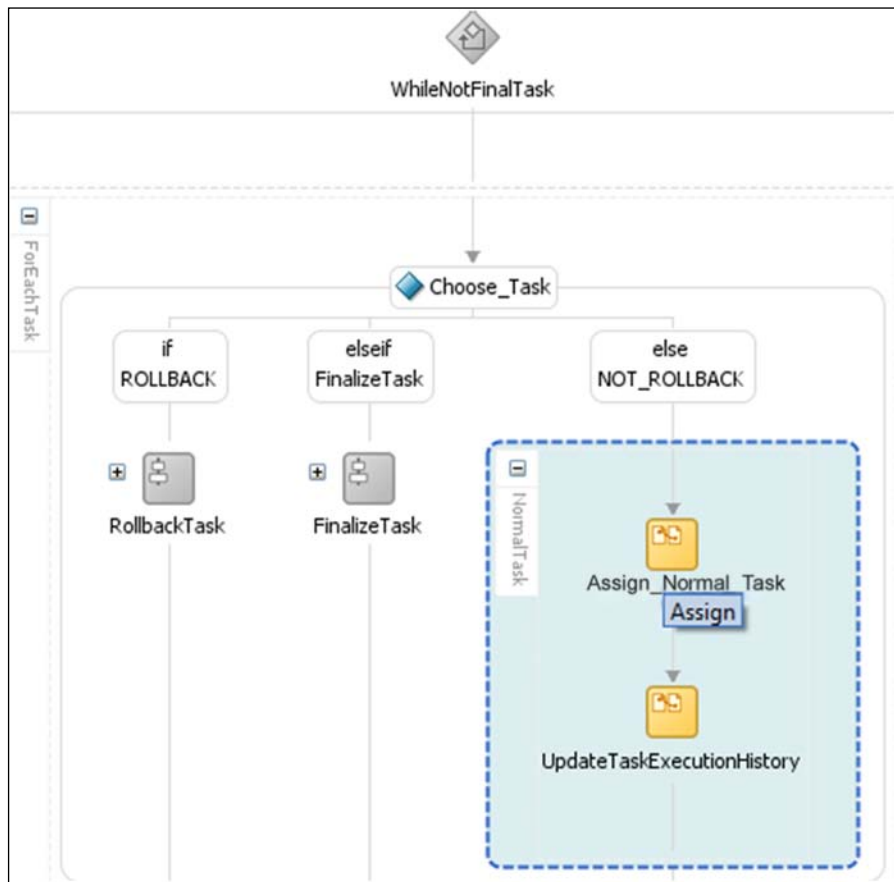 WhileNotFinalTask
ForEachTask
Choose_Task
if
ROLLBACK
elseif
FinalizeTask
else
NOT_ROLLBACK
RollbackTask
FinalizeTask
NormalTask
Assign_Normal_Task
Assign
UpdateTaskExecutionHistory